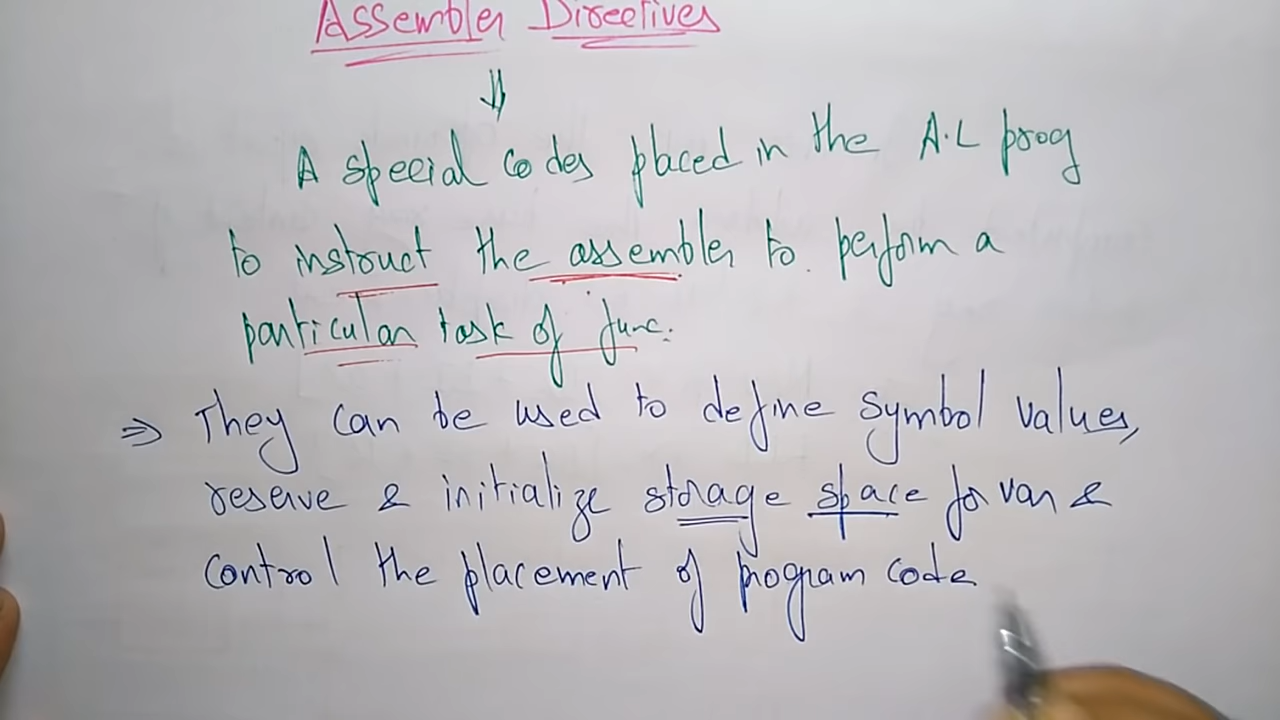 Assembler Directives
A special codes placed in the A.L prog
to instruct the assembler to perform a
particular task of func.
⇒ They can be used to define symbol values,
reserve & initialize storage space for var &
control the placement of program code